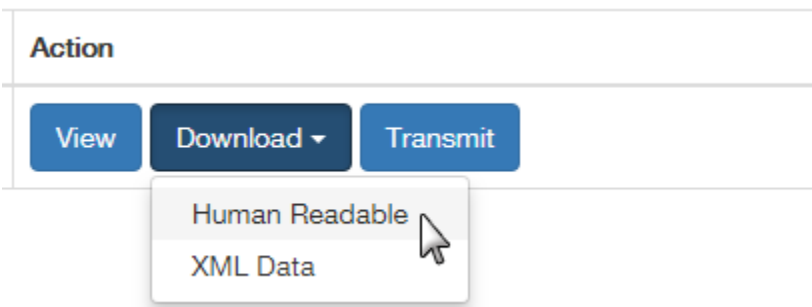 Action
View Download Transmit
Human Readable
XML Data